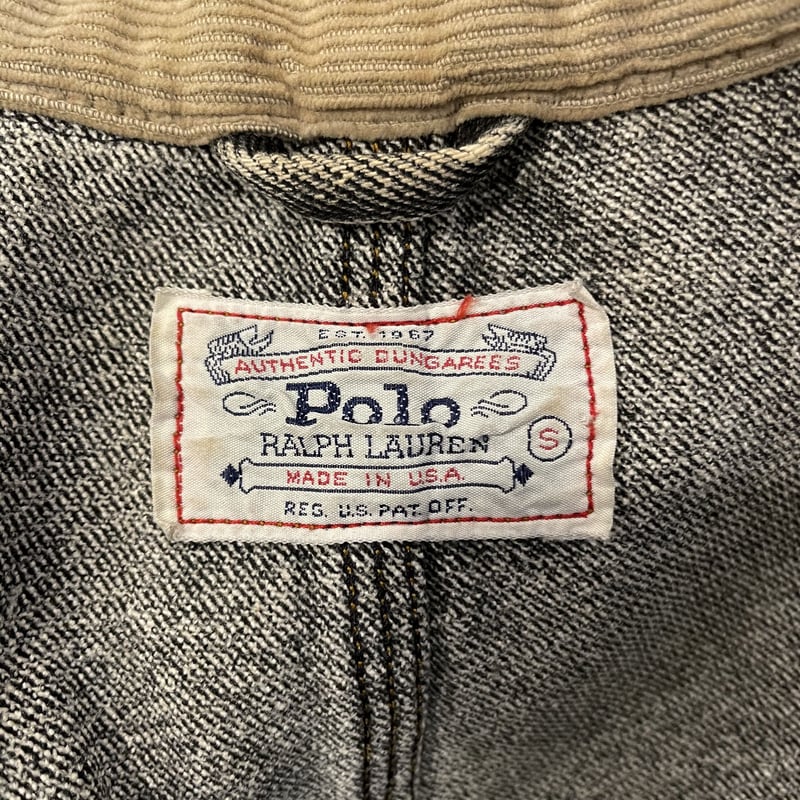 EST. 1967
AUTHENTIC DUNGAREES
Polo
RALPH LAUREN
S
MADE IN U.S.A.
REG. U.S. PAT. OFF.